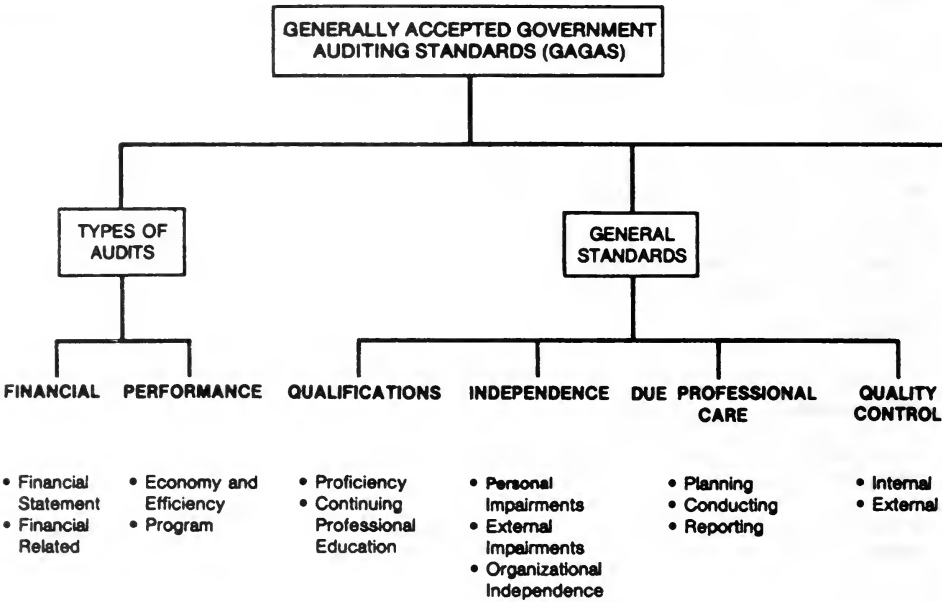 GENERALLY ACCEPTED GOVERNMENT
AUDITING STANDARDS (GAGAS)
TYPES OF
AUDITS
GENERAL
STANDARDS
FINANCIAL
PERFORMANCE
QUALIFICATIONS
INDEPENDENCE
DUE PROFESSIONAL
CARE
QUALITY
CONTROL
• Financial
Statement
• Financial
Related
• Economy and
Efficiency
• Program
• Proficiency
• Continuing
Professional
Education
• Personal
Impairments
• External
Impairments
• Organizational
Independence
• Planning
• Conducting
• Reporting
• Internal
• External